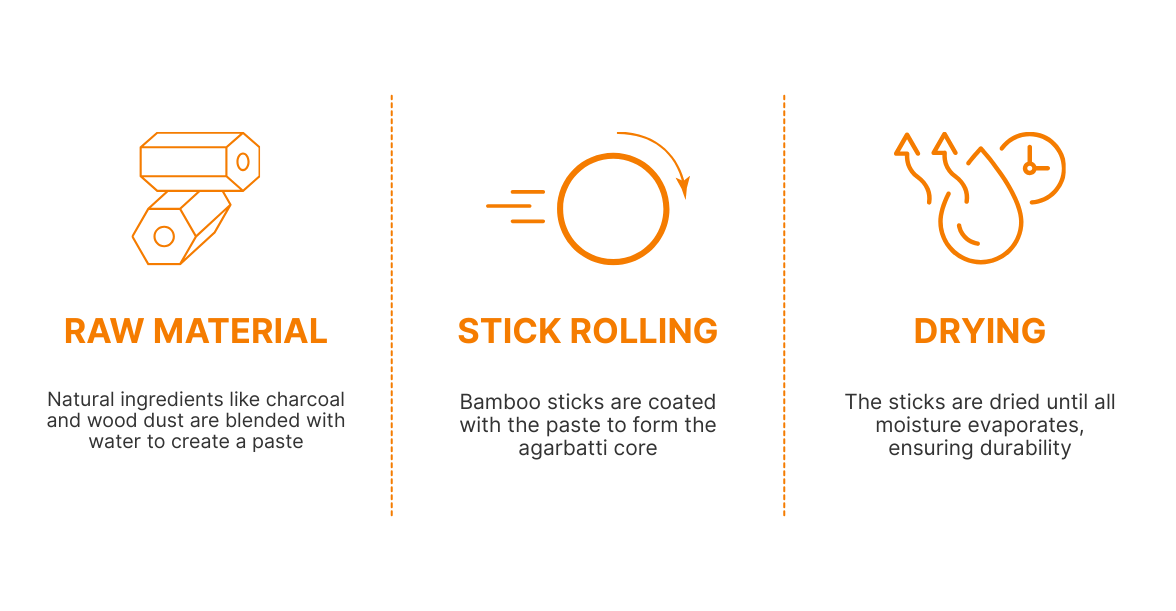 RAW MATERIAL
Natural ingredients like charcoal
and wood dust are blended with
water to create a paste
STICK ROLLING
Bamboo sticks are coated
with the paste to form the
agarbatti core
DRYING
The sticks are dried until all
moisture evaporates,
ensuring durability